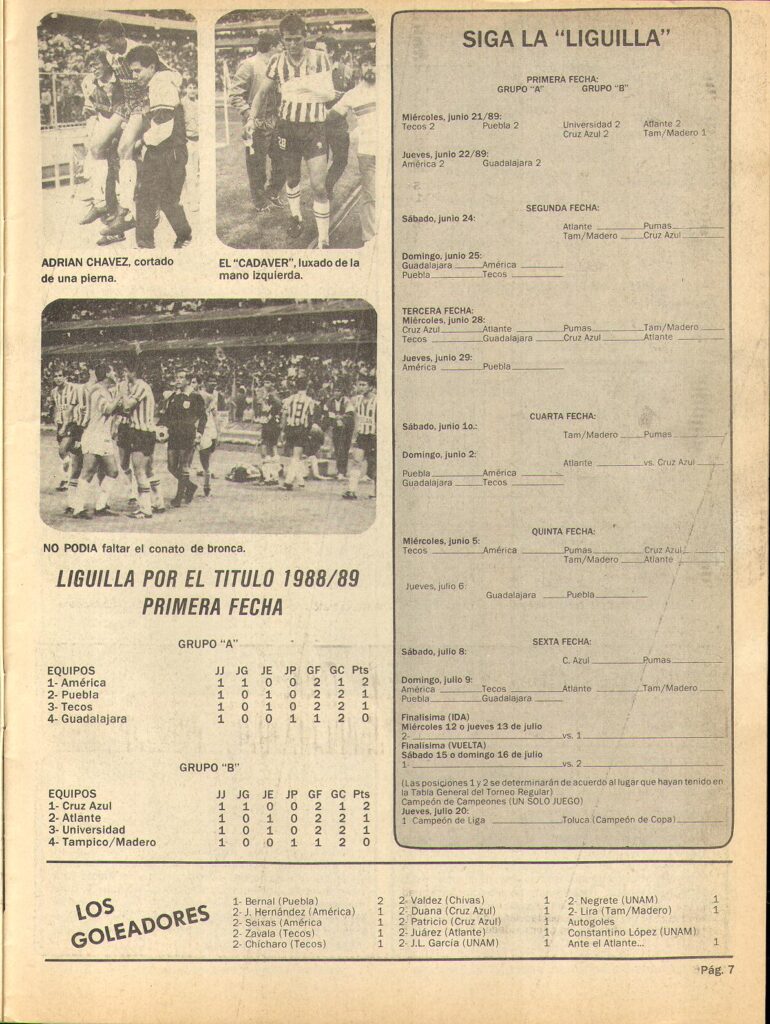 ADRIAN CHAVEZ, cortado
de una pierna.
EL "CADAVER", luxado de la
mano Izquierda.
NO PODIA faltar el conato de bronca.
LIGUILLA POR EL TITULO 1988/89
PRIMERA FECHA
GRUPO "A"
EQUIPOS JJ JG JE JP GF GC Pts
1- América 1 1 0 0 2 1 2
2- Puebla 1 0 1 0 2 2 1
3- Tecos 1 0 1 0 2 2 1
4- Guadalajara 1 0 0 1 1 2 0
GRUPO "B"
EQUIPOS JJ JG JE JP GF GC Pts
1- Cruz Azul 1 1 0 0 2 1 2
2- Atlante 1 0 1 0 2 2 1
3- Universidad 1 0 1 0 2 2 1
4- Tampico/Madero 1 0 0 1 1 2 0
SIGA LA "LIGUILLA"
PRIMERA FECHA:
GRUPO "A" GRUPO "B"
Miércoles, junio 21/89:
Tecos 2 Puebla 2 Universidad 2 Atlante 2
Cruz Azul 2 Tam/Madero 1
Jueves, junio 22/89:
América 2 Guadalajara 2
SEGUNDA FECHA:
Sábado, junio 24:
Atlante Pumas
Tam/Madero Cruz Azul
Domingo, junio 25:
Guadalajara América
Puebla Tecos
TERCERA FECHA:
Miércoles, junio 28:
Cruz Azul Atlante Pumas Tam/Madero
Tecos Guadalajara Cruz Azul Atlante
Jueves, junio 29:
América Puebla
CUARTA FECHA:
Sábado, junio 1o.:
Tam/Madero Pumas
Domingo, junio 2:
Atlante vs. Cruz Azul
Puebla América
Guadalajara Tecos
QUINTA FECHA:
Miércoles, junio 5:
Tecos América Pumas Cruz Azul
Tam/Madero Atlante
Jueves, julio 6:
Guadalajara Puebla
SEXTA FECHA:
Sábado, julio 8:
C. Azul Pumas
Domingo, julio 9:
América Tecos Atlante Tam/Madero
Puebla Guadalajara
Finalísima (IDA)
Miércoles 12 o jueves 13 de julio
2- vs. 1
Finalísima (VUELTA)
Sábado 15 o domingo 16 de julio
1- vs. 2
(Las posiciones 1 y 2 se determinarán de acuerdo al lugar que hayan tenido en
la Tabla General del Torneo Regular)
Campeón de Campeones (UN SOLO JUEGO)
Jueves, julio 20:
1 Campeón de Liga Toluca (Campeón de Copa)
LOS
GOLEADORES
1- Bernal (Puebla) 2
2- J. Hernández (América) 1
2- Seixas (América 1
2- Zavala (Tecos) 1
2- Chícharo (Tecos) 1
2- Valdez (Chivas) 1
2- Duana (Cruz Azul) 1
2- Patricio (Cruz Azul) 1
2- Juárez (Atlante) 1
2- J.L. García (UNAM) 1
2- Negrete (UNAM) 1
2- Lira (Tam/Madero) 1
Autogoles
Constantino López (UNAM)
Ante el Atlante... 1
Pág. 7